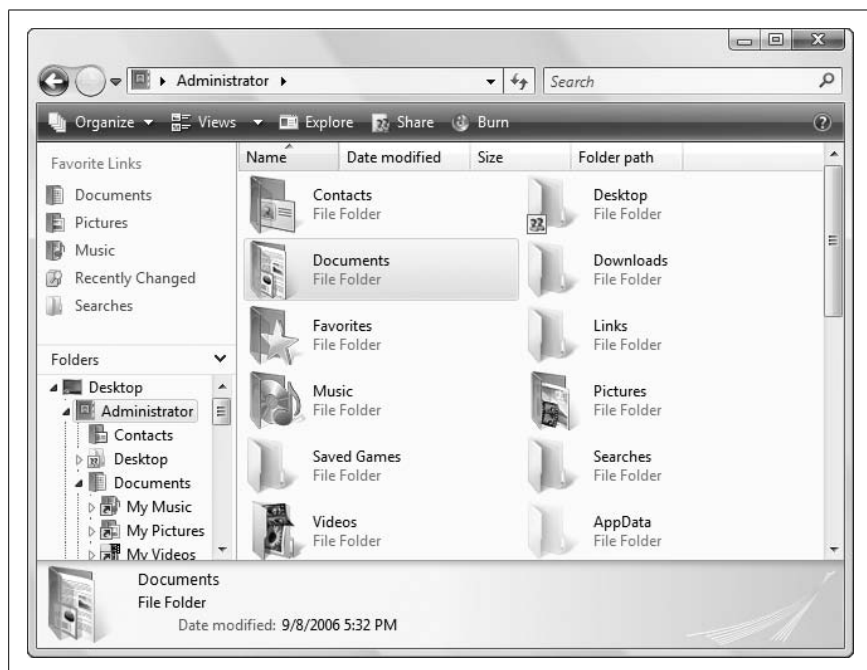 Administrator
Search
Organize Views Explore Share Burn
Favorite Links
Documents
Pictures
Music
Recently Changed
Searches
Folders
Desktop
Administrator
Contacts
Desktop
Documents
My Music
My Pictures
My Videos
Name Date modified Size Folder path
Contacts
File Folder
Desktop
File Folder
Documents
File Folder
Downloads
File Folder
Favorites
File Folder
Links
File Folder
Music
File Folder
Pictures
File Folder
Saved Games
File Folder
Searches
File Folder
Videos
File Folder
AppData
File Folder
Documents
File Folder
Date modified: 9/8/2006 5:32 PM